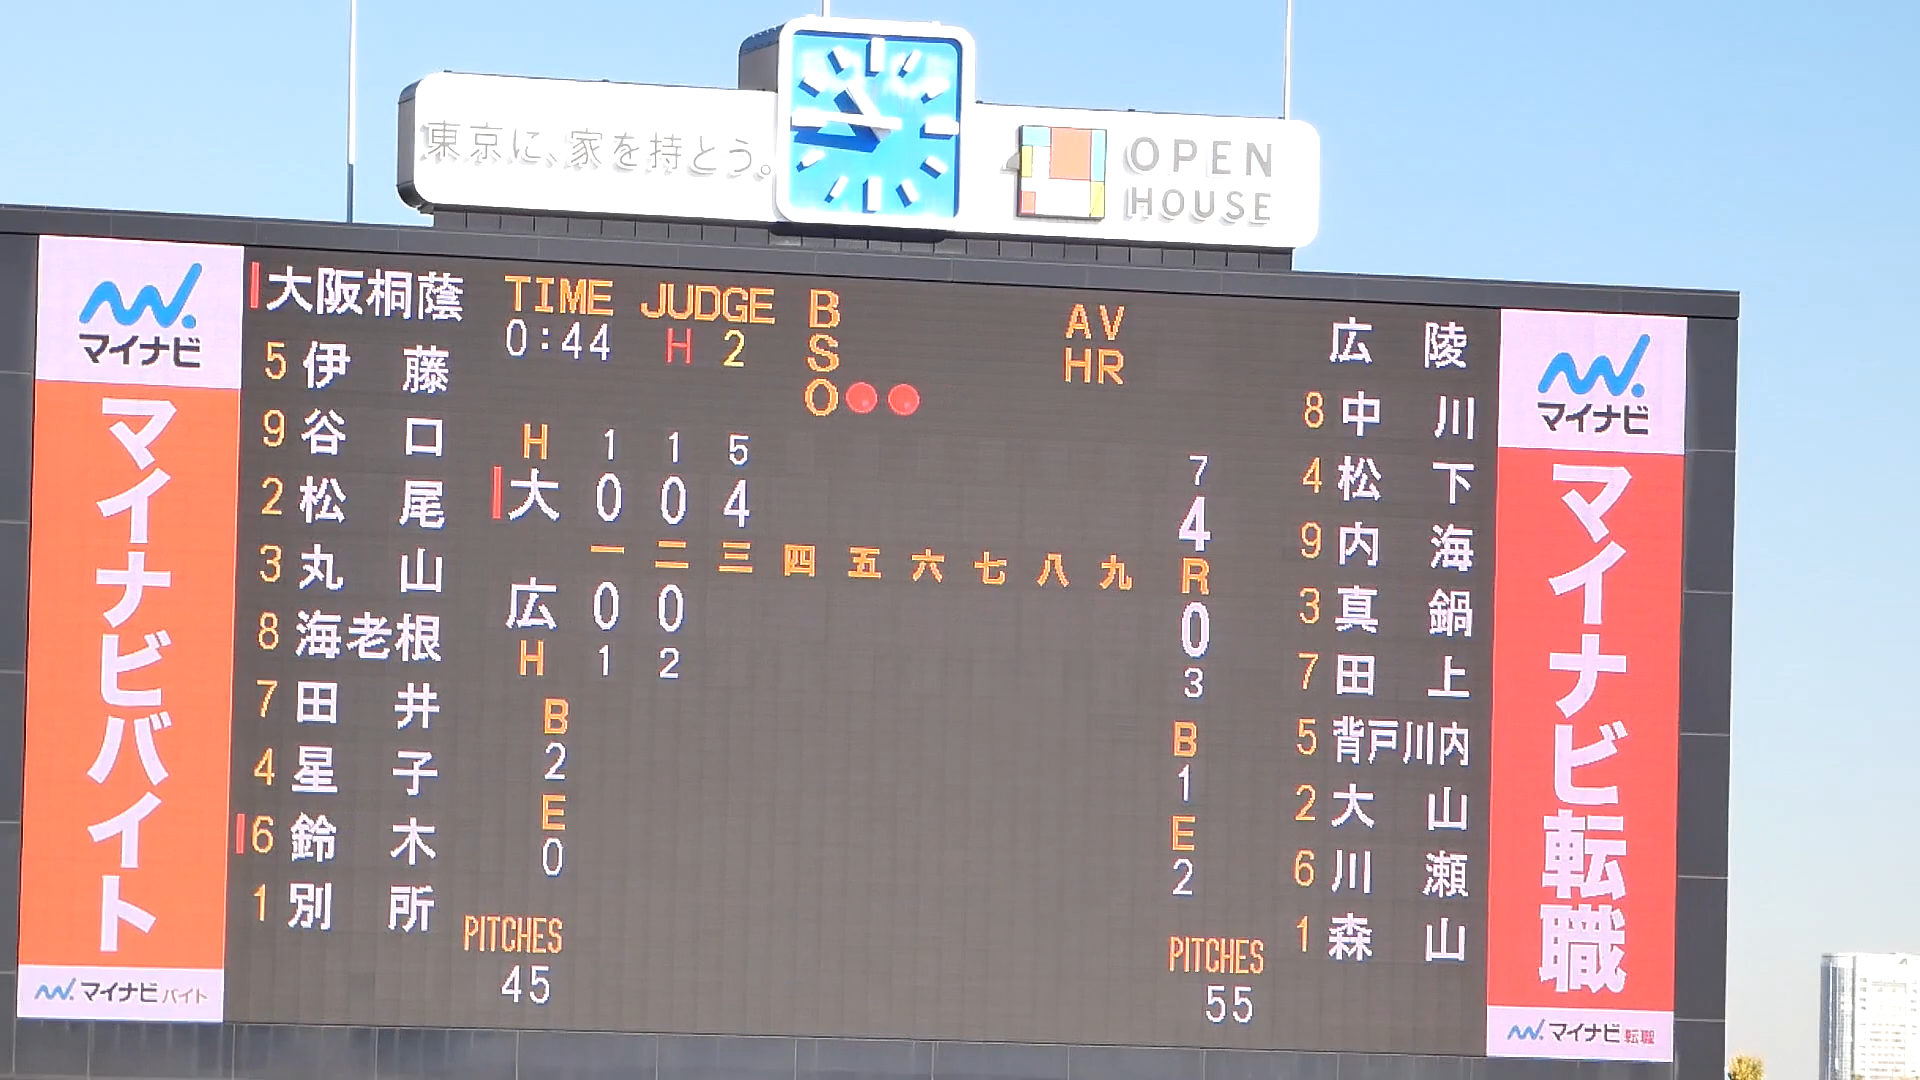 東京に、家を持とう。
OPEN
HOUSE
マイナビ
マイナビバイト
マイナビバイト
大阪桐蔭
5 伊藤
9 谷口
2 松尾
3 丸山
8 海老根
7 田井
4 星子
6 鈴木
1 別所
TIME
0:44
JUDGE
H 2
B
S
O
AV
HR
H 1 1 5 7
大 0 0 4 4
一 二 三 四 五 六 七 八 九 R
広 0 0 0
H 1 2 3
B
2
E
0
PITCHES
45
B
1
E
2
PITCHES
55
広陵
8 中川
4 松下
9 内海
3 真鍋
7 田上
5 背戸川内
2 大山
6 川瀬
1 森山
マイナビ
マイナビ転職
マイナビ転職